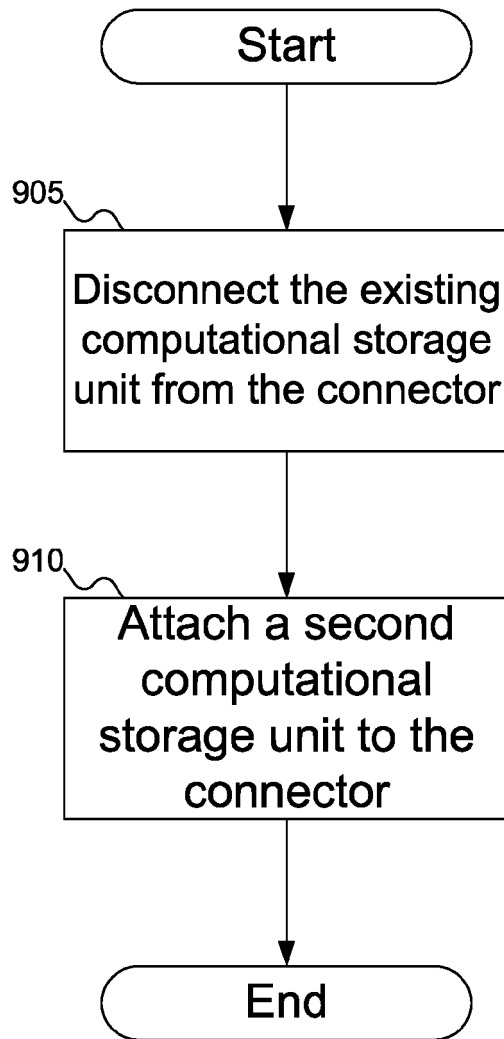 Start
905
Disconnect the existing
computational storage
unit from the connector
910
Attach a second
computational
storage unit to the
connector
End